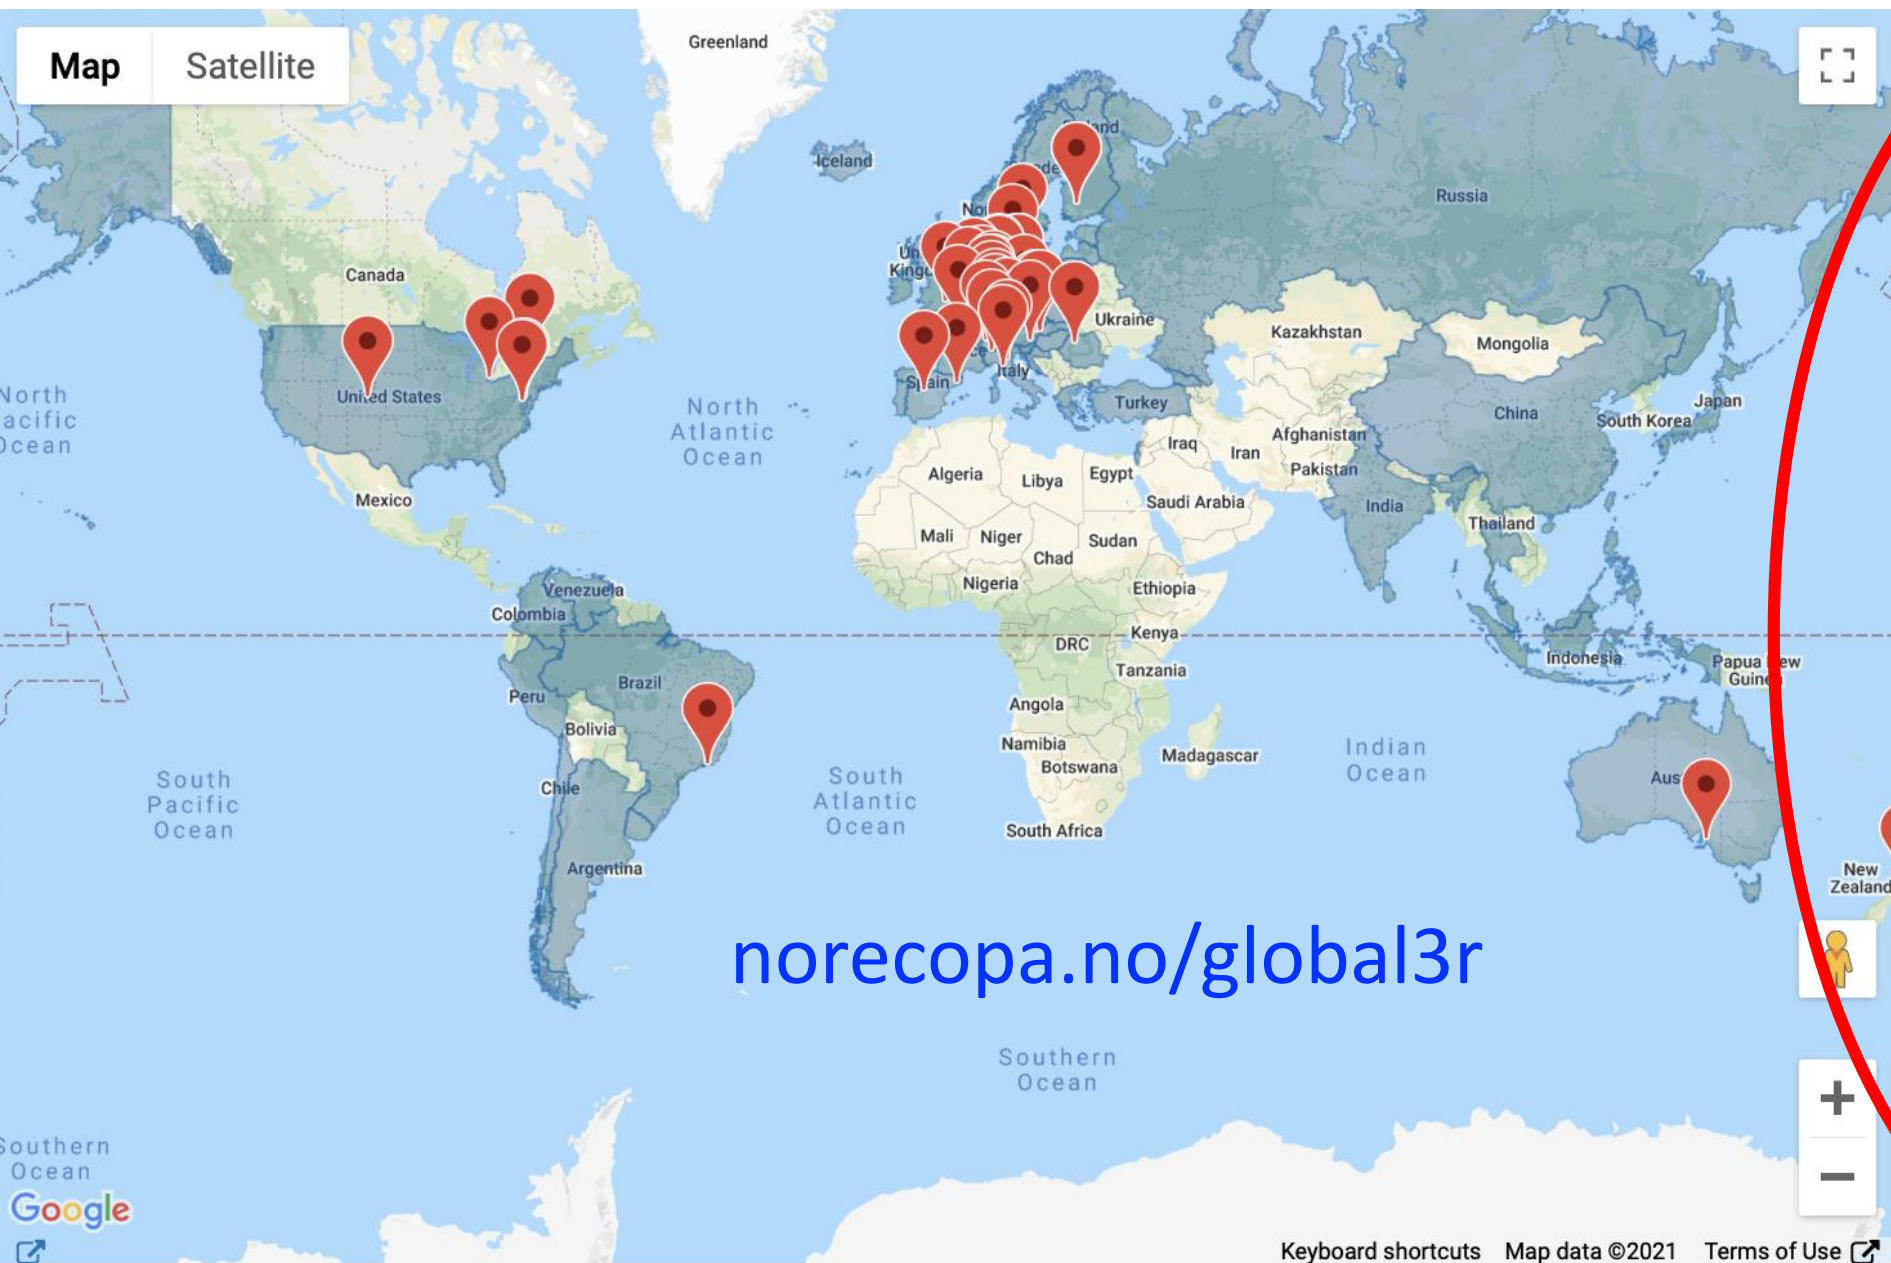 Map Satellite
Greenland
Iceland
Russia
Canada
Ukraine
Kazakhstan
Mongolia
Italy
Spain
United States
Turkey
China
Japan
South Korea
North
Atlantic
Ocean
Iraq
Iran
Afghanistan
Pakistan
Algeria
Libya
Egypt
Saudi Arabia
India
Mexico
Thailand
Mali
Niger
Chad
Sudan
Nigeria
Ethiopia
Venezuela
Colombia
DRC
Kenya
Tanzania
Indonesia
Peru
Brazil
Angola
Bolivia
Namibia
Botswana
Madagascar
Indian
Ocean
South
Pacific
Ocean
Chile
South
Atlantic
Ocean
South Africa
Argentina
New
Zealand
norecopa.no/global3r
Southern
Ocean
Ocean
Google
Keyboard shortcuts Map data ©2021 Terms of Use